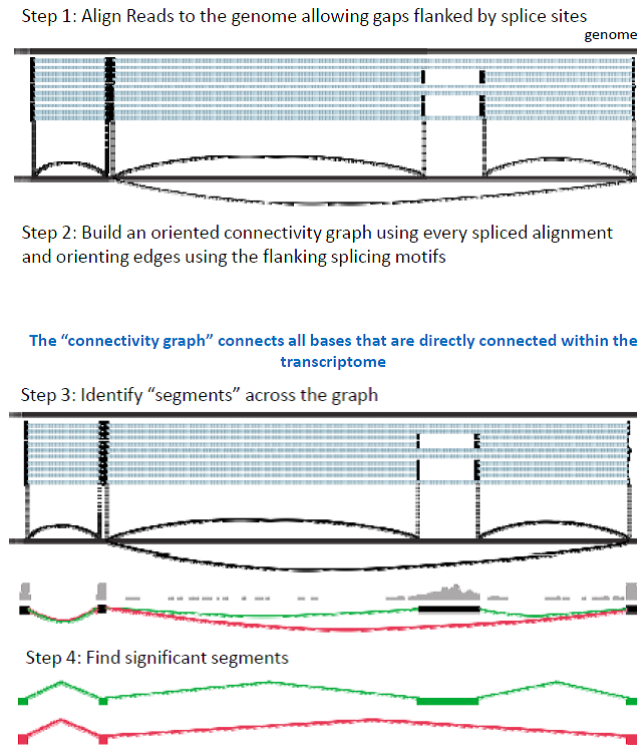 Step 1: Align Reads to the genome allowing gaps flanked by splice sites
genome
Step 2: Build an oriented connectivity graph using every spliced alignment
and orienting edges using the flanking splicing motifs
The “connectivity graph” connects all bases that are directly connected within the
transcriptome
Step 3: Identify “segments” across the graph
Step 4: Find significant segments